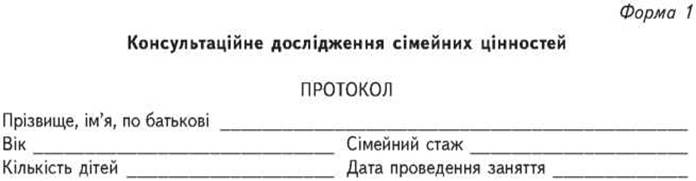 Форма 1
Консультаційне дослідження сімейних цінностей
ПРОТОКОЛ
Прізвище, ім'я, по батькові
Вік Сімейний стаж
Кількість дітей Дата проведення заняття